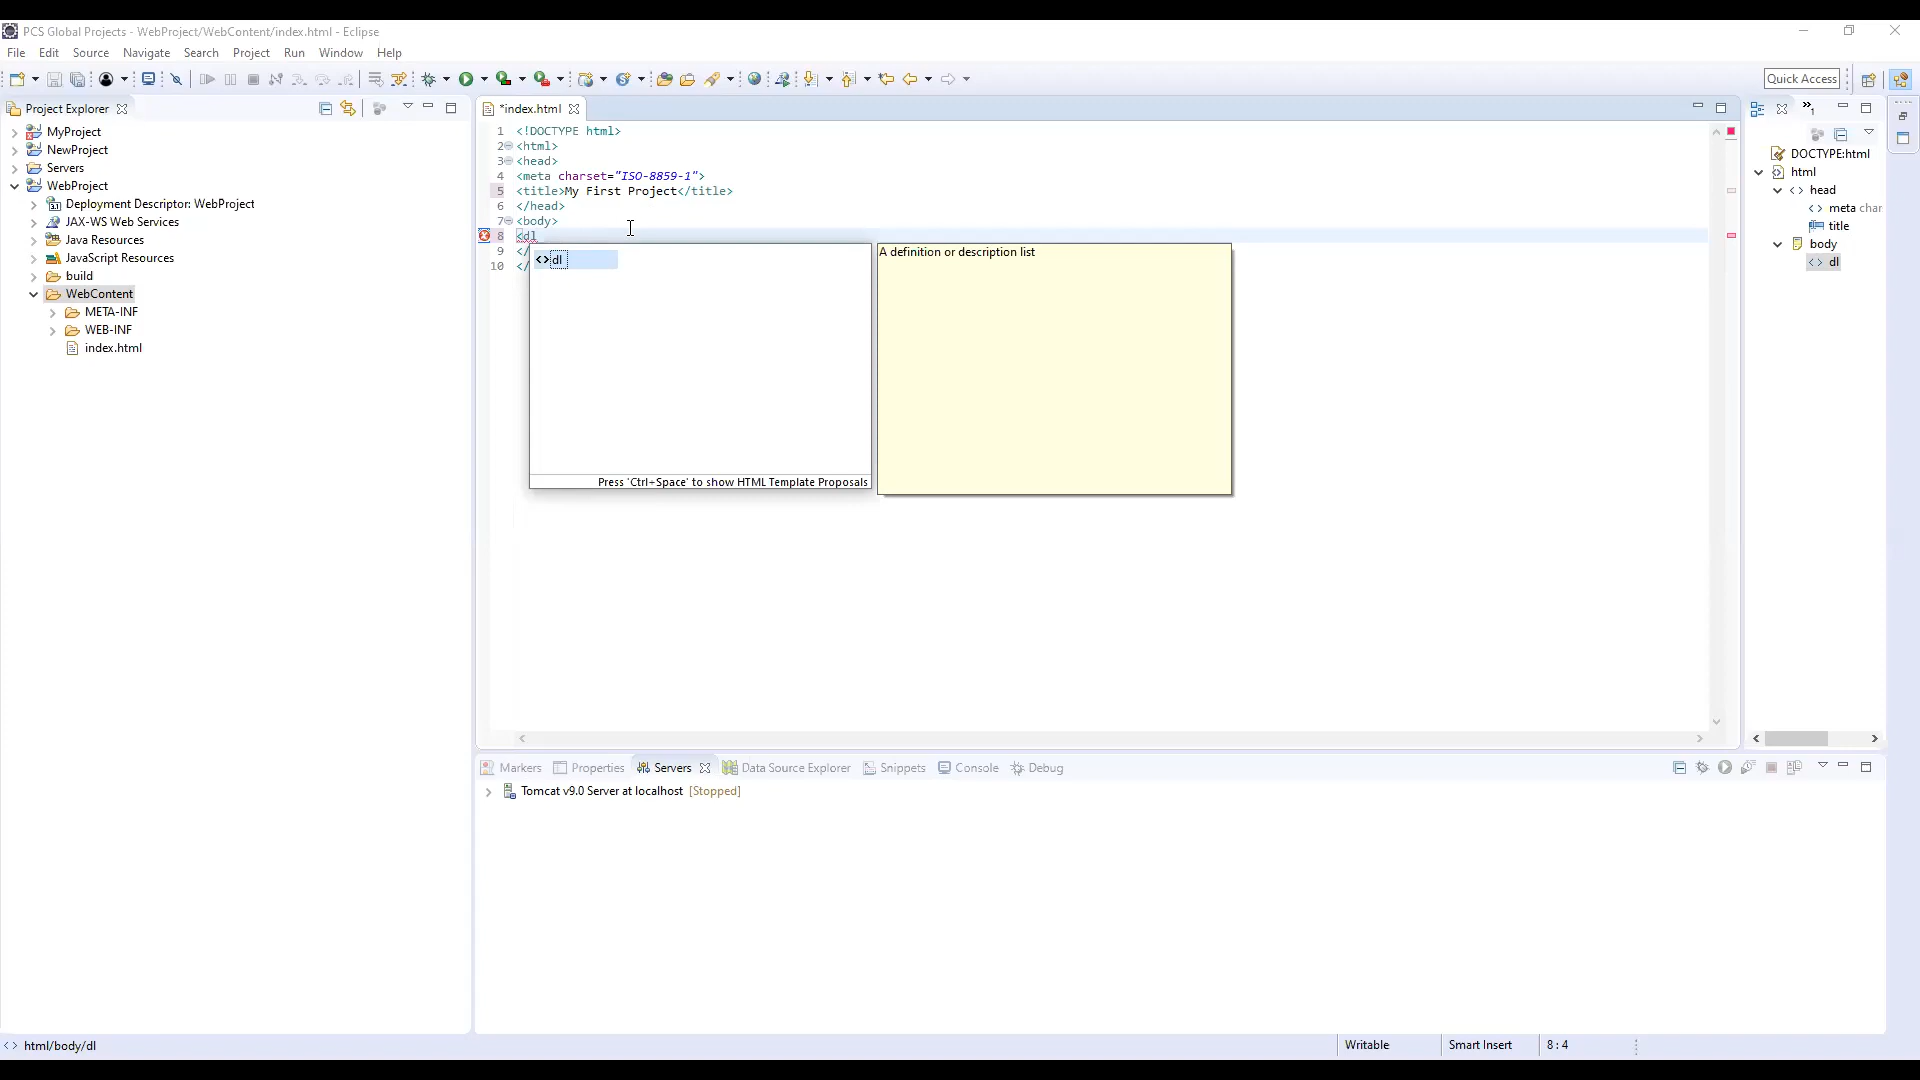 PCS Global Projects - WebProject/WebContent/index.html - Eclipse
File Edit Source Navigate Search Project Run Window Help
Quick Access
Project Explorer
MyProject
NewProject
Servers
WebProject
Deployment Descriptor: WebProject
JAX-WS Web Services
Java Resources
JavaScript Resources
build
WebContent
META-INF
WEB-INF
index.html
*index.html
1 <!DOCTYPE html>
2 <html>
3 <head>
4 <meta charset="ISO-8859-1">
5 <title>My First Project</title>
6 </head>
7 <body>
8 <dl
9 </
10 </
<> dl
Press 'Ctrl+Space' to show HTML Template Proposals
A definition or description list
DOCTYPE:html
html
head
meta char
title
body
dl
Markers Properties Servers Data Source Explorer Snippets Console Debug
Tomcat v9.0 Server at localhost [Stopped]
<> html/body/dl
Writable Smart Insert 8 : 4